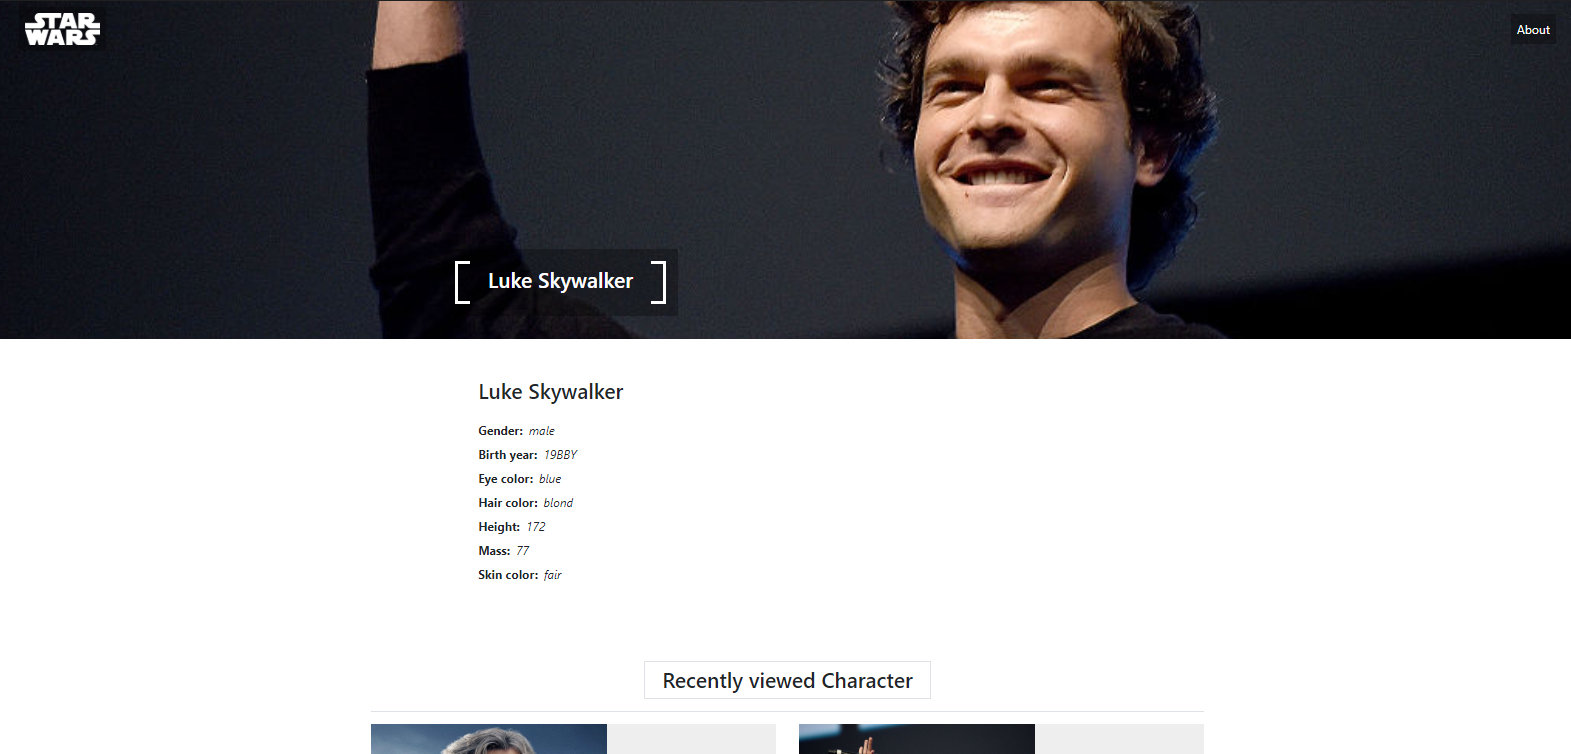 STAR
WARS
About
Luke Skywalker
Luke Skywalker
Gender: male
Birth year: 19BBY
Eye color: blue
Hair color: blond
Height: 172
Mass: 77
Skin color: fair
Recently viewed Character